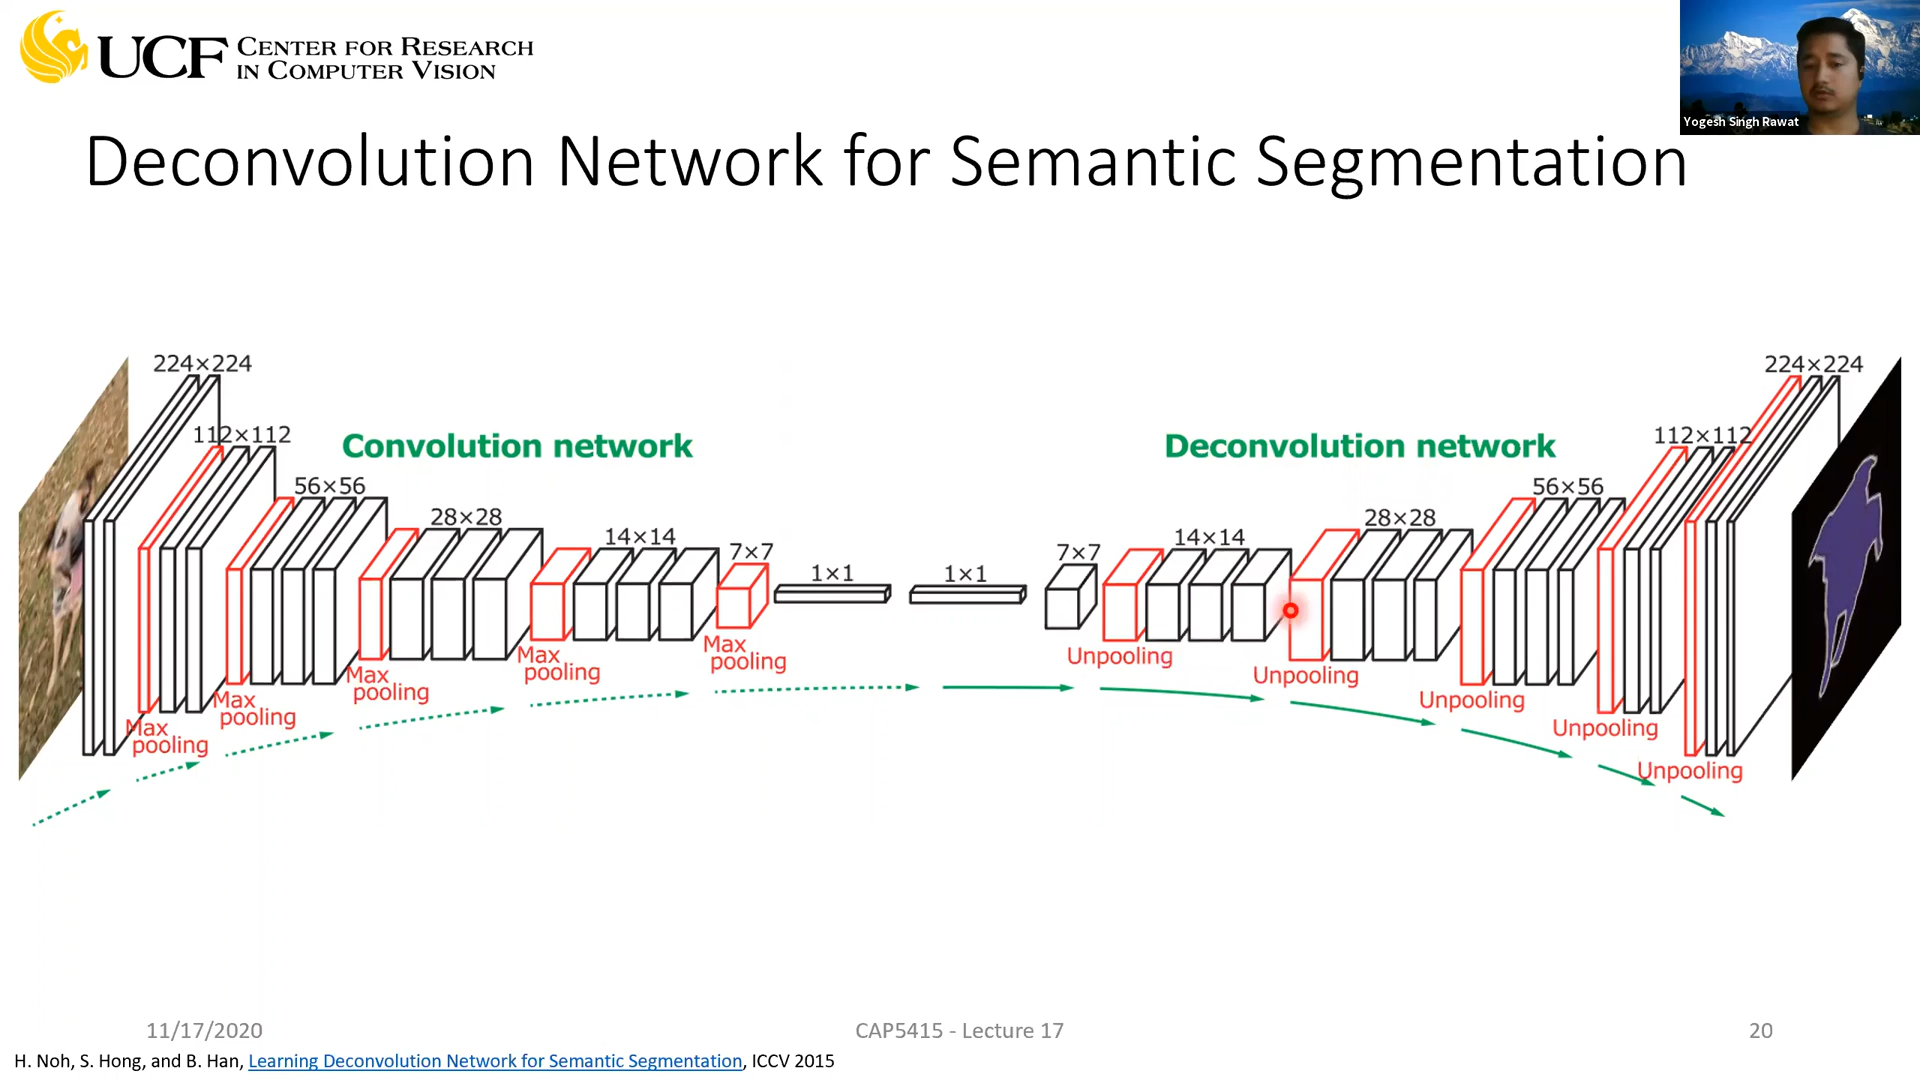 UCF CENTER FOR RESEARCH
IN COMPUTER VISION
Yogesh Singh Rawat
Deconvolution Network for Semantic Segmentation
224×224
112×112
56×56
28×28
14×14
7×7
1×1
1×1
7×7
14×14
28×28
56×56
112×112
224×224
Convolution network
Deconvolution network
Max
pooling
Max
pooling
Max
pooling
Max
pooling
Max
pooling
Unpooling
Unpooling
Unpooling
Unpooling
Unpooling
11/17/2020
CAP5415 - Lecture 17
20
H. Noh, S. Hong, and B. Han, Learning Deconvolution Network for Semantic Segmentation, ICCV 2015